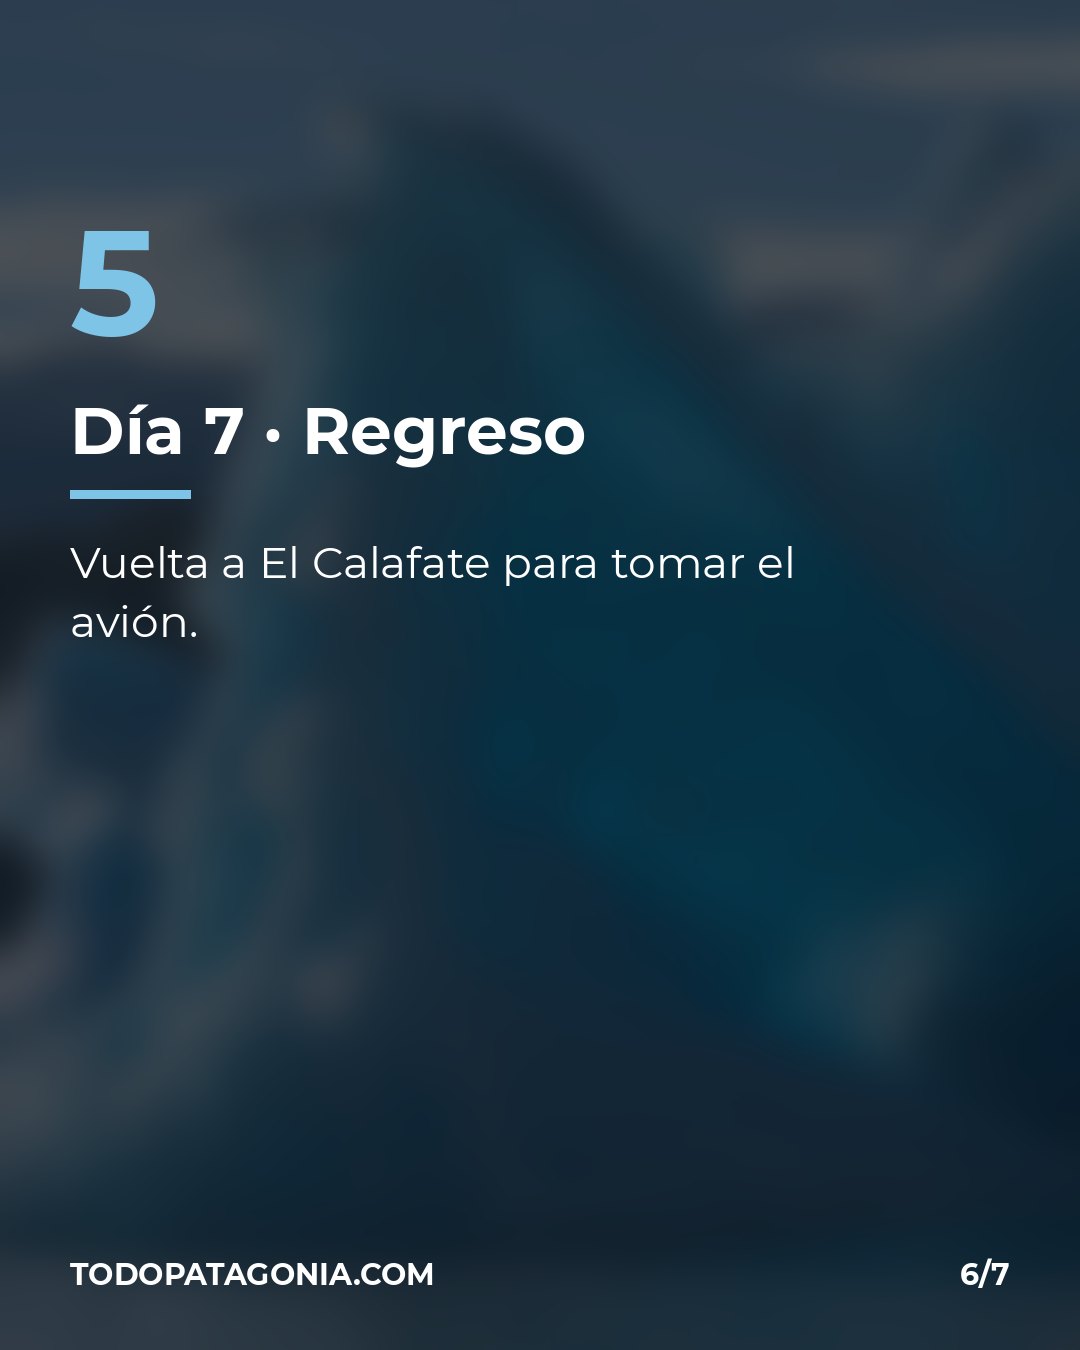 5
Día 7 · Regreso
Vuelta a El Calafate para tomar el
avión.
TODOPATAGONIA.COM
6/7